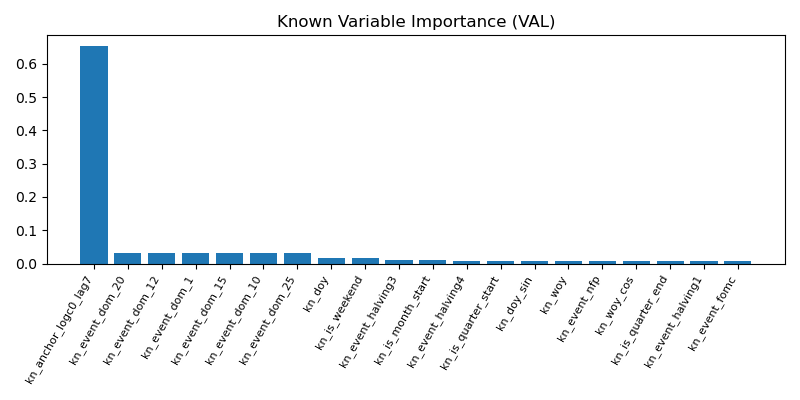 Known Variable Importance (VAL)
0.6
0.5
0.4
0.3
0.2
0.1
0.0
kn_anchor_logc0_lag7
kn_event_dom_20
kn_event_dom_12
kn_event_dom_1
kn_event_dom_15
kn_event_dom_10
kn_event_dom_25
kn_doy
kn_is_weekend
kn_event_halving3
kn_is_month_start
kn_event_halving4
kn_is_quarter_start
kn_doy_sin
kn_woy
kn_event_nfp
kn_woy_cos
kn_is_quarter_end
kn_event_halving1
kn_event_fomc